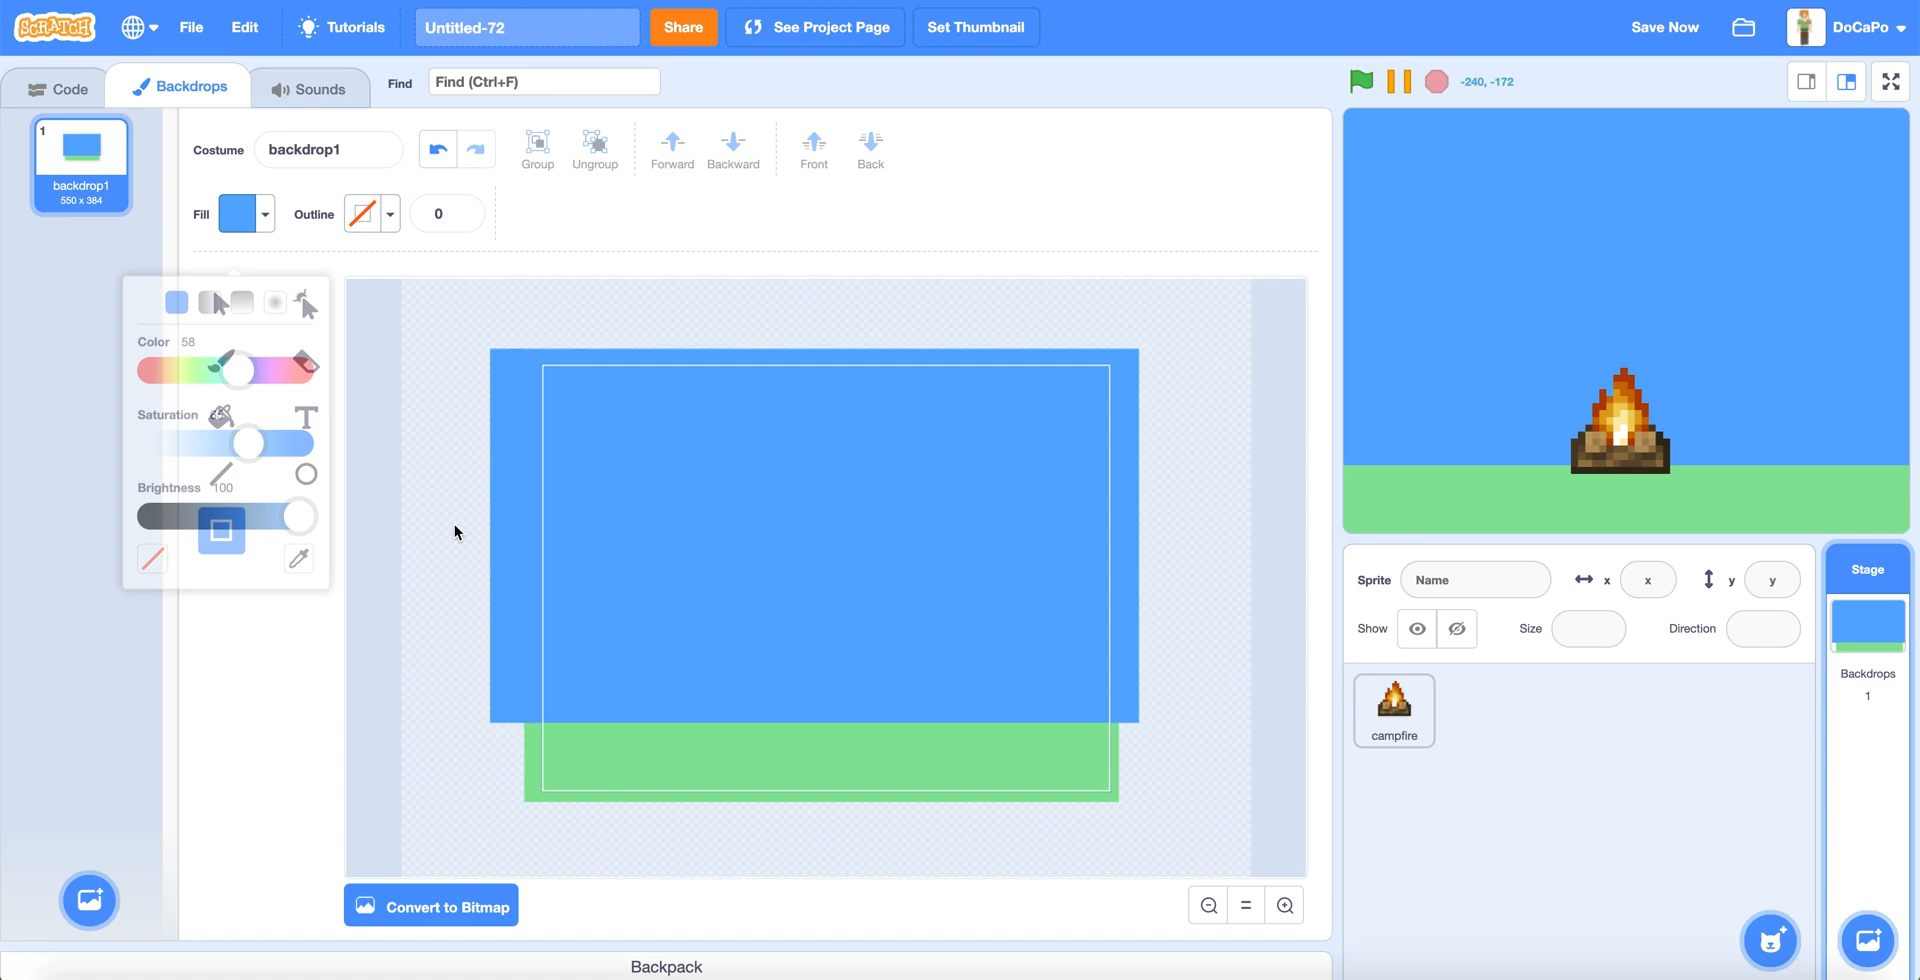 SCRATCH File Edit Tutorials Untitled-72 Share See Project Page Set Thumbnail Save Now DoCaPo
Code Backdrops Sounds Find Find (Ctrl+F) -240, -172
1
backdrop1
550 x 384
Costume backdrop1 Group Ungroup Forward Backward Front Back
Fill Outline 0
Color 58
Saturation
Brightness 100
T
Convert to Bitmap
Backpack
Sprite Name x x y y
Show Size Direction
campfire
Stage
Backdrops
1